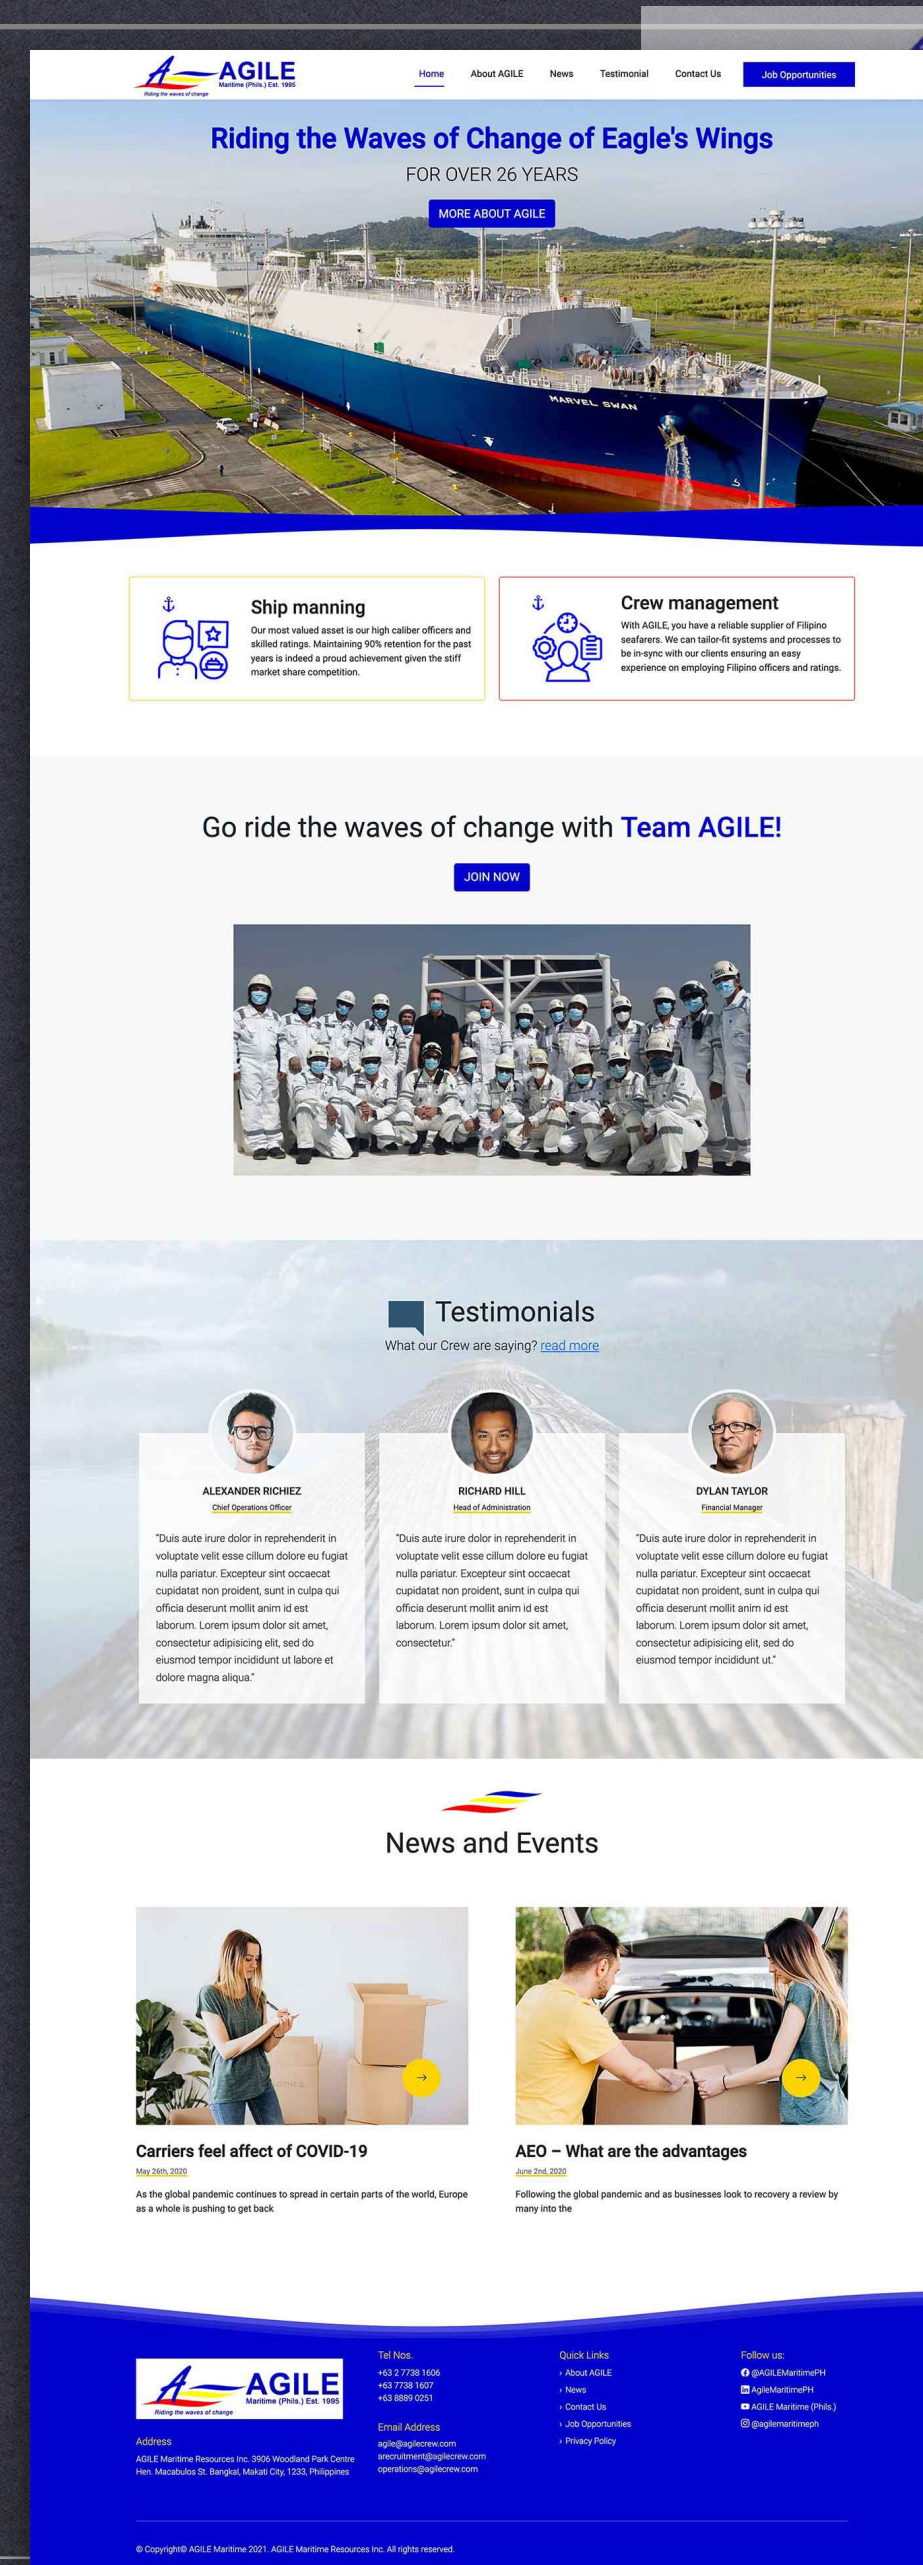 AGILE
Maritime (Phils.) Est. 1995
Riding the waves of change
Home
About AGILE
News
Testimonial
Contact Us
Job Opportunities
Riding the Waves of Change of Eagle's Wings
FOR OVER 26 YEARS
MORE ABOUT AGILE
MARVEL SWAN
Ship manning
Our most valued asset is our high caliber officers and
skilled ratings. Maintaining 90% retention for the past
years is indeed a proud achievement given the stiff
market share competition.
Crew management
With AGILE, you have a reliable supplier of Filipino
seafarers. We can tailor-fit systems and processes to
be in-sync with our clients ensuring an easy
experience on employing Filipino officers and ratings.
Go ride the waves of change with Team AGILE!
JOIN NOW
Testimonials
What our Crew are saying? read more
ALEXANDER RICHIEZ
Chief Operations Officer
"Duis aute irure dolor in reprehenderit in
voluptate velit esse cillum dolore eu fugiat
nulla pariatur. Excepteur sint occaecat
cupidatat non proident, sunt in culpa qui
officia deserunt mollit anim id est
laborum. Lorem ipsum dolor sit amet,
consectetur adipisicing elit, sed do
eiusmod tempor incididunt ut labore et
dolore magna aliqua."
RICHARD HILL
Head of Administration
"Duis aute irure dolor in reprehenderit in
voluptate velit esse cillum dolore eu fugiat
nulla pariatur. Excepteur sint occaecat
cupidatat non proident, sunt in culpa qui
officia deserunt mollit anim id est
laborum. Lorem ipsum dolor sit amet,
consectetur."
DYLAN TAYLOR
Financial Manager
"Duis aute irure dolor in reprehenderit in
voluptate velit esse cillum dolore eu fugiat
nulla pariatur. Excepteur sint occaecat
cupidatat non proident, sunt in culpa qui
officia deserunt mollit anim id est
laborum. Lorem ipsum dolor sit amet,
consectetur adipisicing elit, sed do
eiusmod tempor incididunt ut."
News and Events
Carriers feel affect of COVID-19
May 26th, 2020
As the global pandemic continues to spread in certain parts of the world, Europe
as a whole is pushing to get back
AEO – What are the advantages
June 2nd, 2020
Following the global pandemic and as businesses look to recovery a review by
many into the
AGILE
Maritime (Phils.) Est. 1995
Riding the waves of change
Address
AGILE Maritime Resources Inc. 3906 Woodland Park Centre
Hen. Macabulos St. Bangkal, Makati City, 1233, Philippines
Tel Nos.
+63 2 7738 1606
+63 7738 1607
+63 8889 0251
Email Address
agile@agilecrew.com
arecruitment@agilecrew.com
operations@agilecrew.com
Quick Links
› About AGILE
› News
› Contact Us
› Job Opportunities
› Privacy Policy
Follow us:
@AGILEMaritimePH
AgileMaritimePH
AGILE Maritime (Phils.)
@agilemaritimeph
© Copyright© AGILE Maritime 2021. AGILE Maritime Resources Inc. All rights reserved.